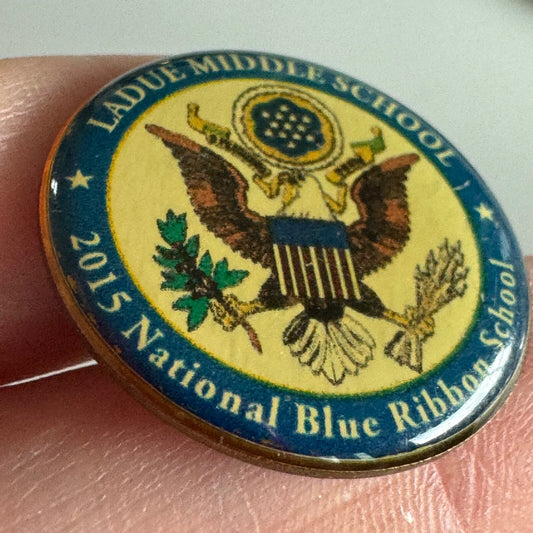 LADUE MIDDLE SCHOOL
2015 National Blue Ribbon School